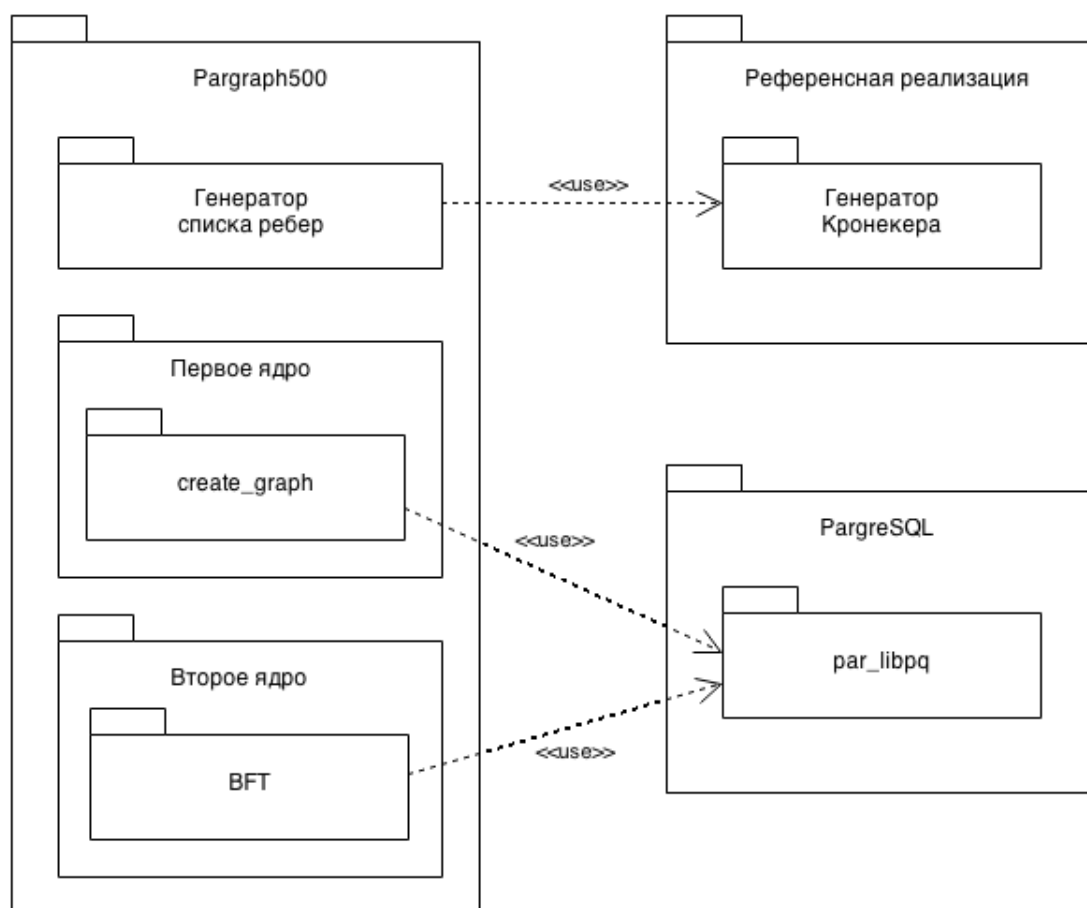 Pargraph500
Генератор
списка ребер
Первое ядро
create_graph
Второе ядро
BFT
<<use>>
<<use>>
<<use>>
Референсная реализация
Генератор
Кронекера
PargreSQL
par_libpq